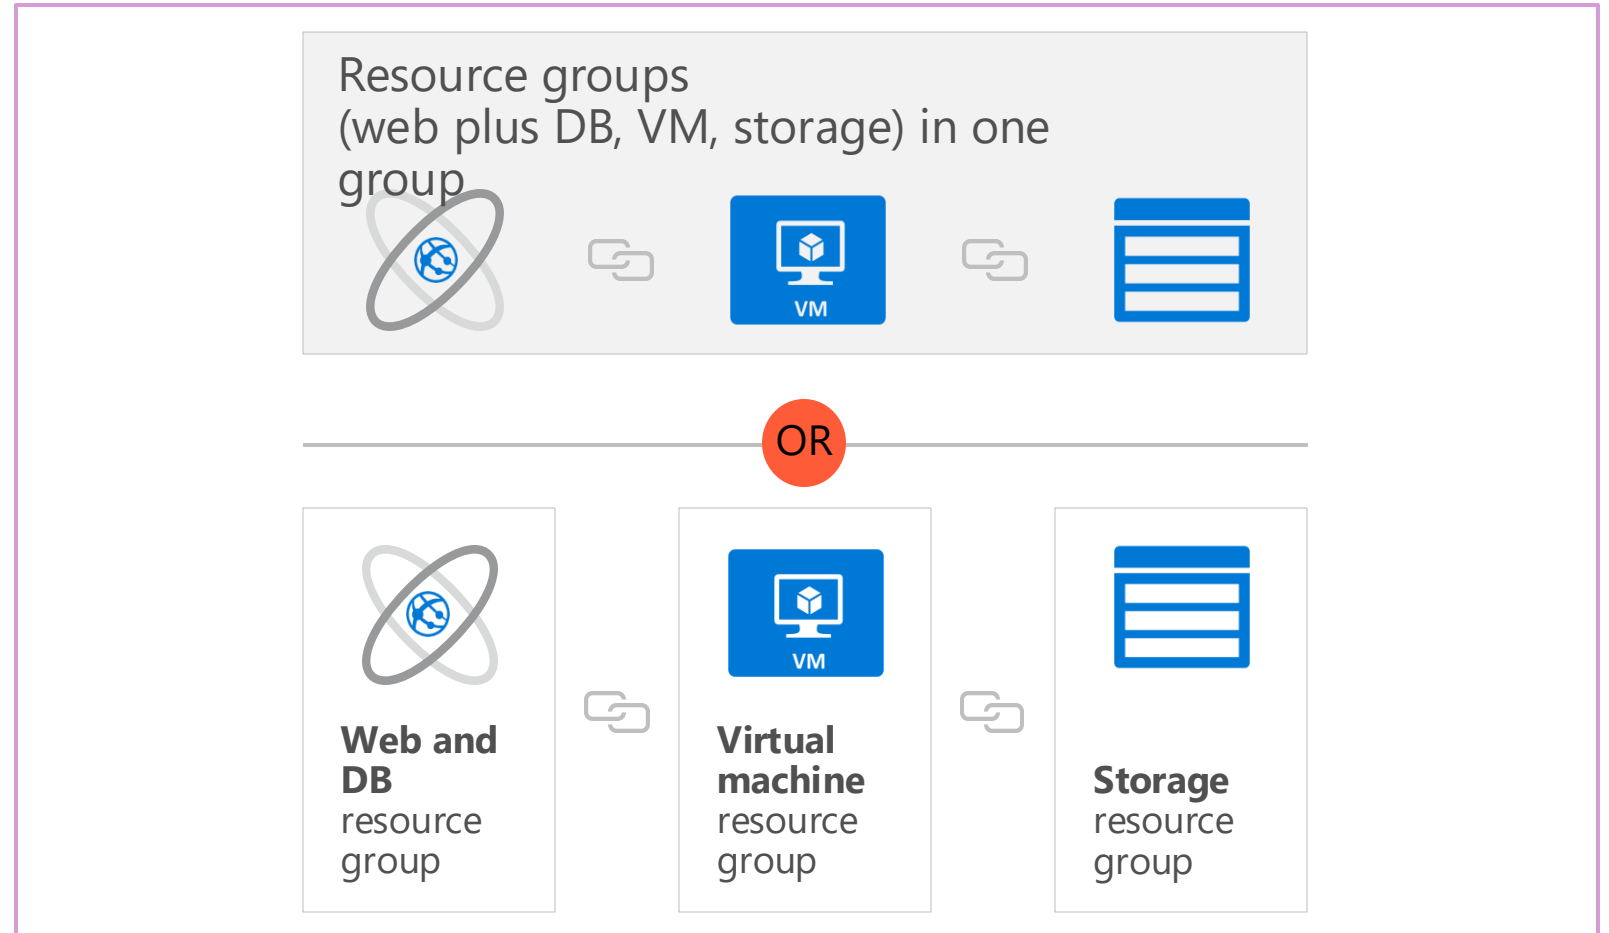 Resource groups
(web plus DB, VM, storage) in one
group
VM
OR
VM
Web and
DB
resource
group
Virtual
machine
resource
group
Storage
resource
group